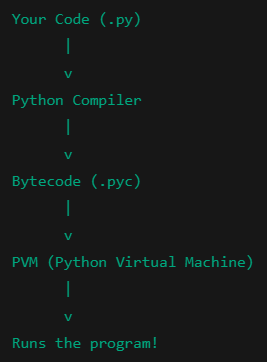 Your Code (.py)
|
v
Python Compiler
|
v
Bytecode (.pyc)
|
v
PVM (Python Virtual Machine)
|
v
Runs the program!